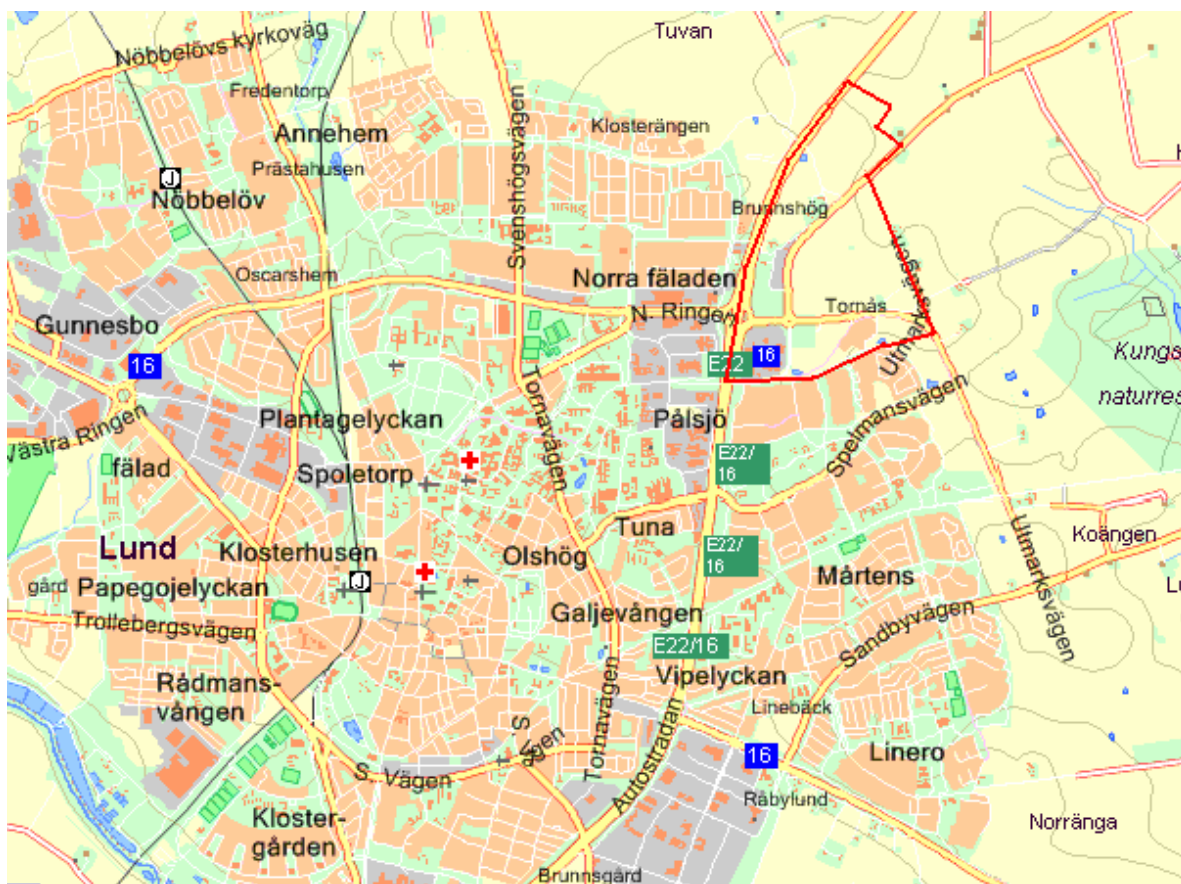 Tuvan
Nöbbelövs kyrkoväg
Fredentorp
Annehem
Klosterängen
Svenshögsvägen
Prästahusen
J
Nöbbelöv
Brunnshög
Oscarshem
Norra fäladen
Utmarksvägen
Tornås
N. Ringev
Gunnesbo
16
E22
16
Kungs
naturres
Tornavägen
Plantagelyckan
Pålsjö
Västra Ringen
fälad
Spoletorp
E22/
16
Spelmansvägen
Tuna
Utmarksvägen
Koängen
Lund
Klosterhusen
Olshög
E22/
16
J
Mårtens
gård
Papegojelyckan
Trollebergsvägen
Galjevången
Sandbyvägen
E22/16
Vipelyckan
Rådmans-
vången
Linebäck
S. Vägen
Tornavägen
Autostradan
16
Linero
Råbylund
Kloster-
gården
Norränga
Brunnsgård